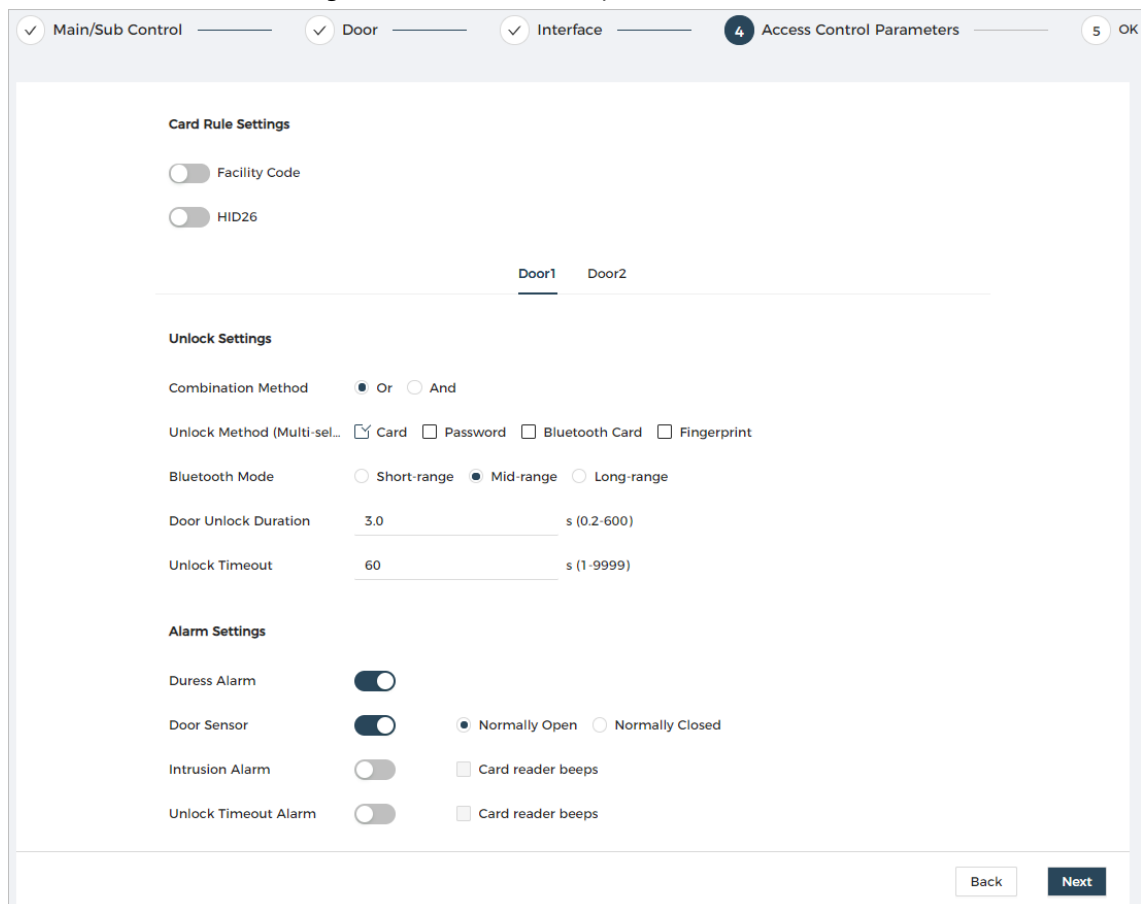 Main/Sub Control Door Interface 4 Access Control Parameters 5 OK
Card Rule Settings
Facility Code
HID26
Door1 Door2
Unlock Settings
Combination Method Or And
Unlock Method (Multi-sel... Card Password Bluetooth Card Fingerprint
Bluetooth Mode Short-range Mid-range Long-range
Door Unlock Duration 3.0 s (0.2-600)
Unlock Timeout 60 s (1-9999)
Alarm Settings
Duress Alarm
Door Sensor Normally Open Normally Closed
Intrusion Alarm Card reader beeps
Unlock Timeout Alarm Card reader beeps
Back Next